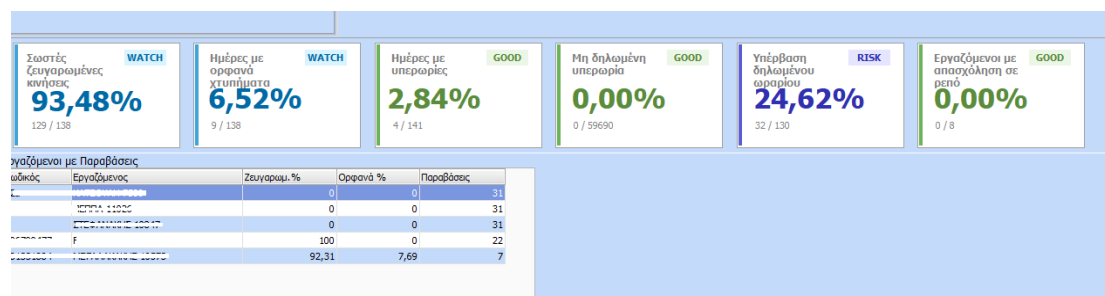 Σωστές ζευγαρωμένες κινήσεις
WATCH
93,48%
129 / 138
Ημέρες με ορφανά χτυπήματα
WATCH
6,52%
9 / 138
Ημέρες με υπερωρίες
GOOD
2,84%
4 / 141
Μη δηλωμένη υπερωρία
GOOD
0,00%
0 / 59690
Υπέρβαση δηλωμένου ωραρίου
RISK
24,62%
32 / 130
Εργαζόμενοι με απασχόληση σε ρεπό
GOOD
0,00%
0 / 8
ργαζόμενοι με Παραβάσεις
ωδικός Εργαζόμενος Ζευγαρωμ. % Ορφανά % Παραβάσεις
0 0 31
0 0 31
0 0 31
F 100 0 22
92,31 7,69 7